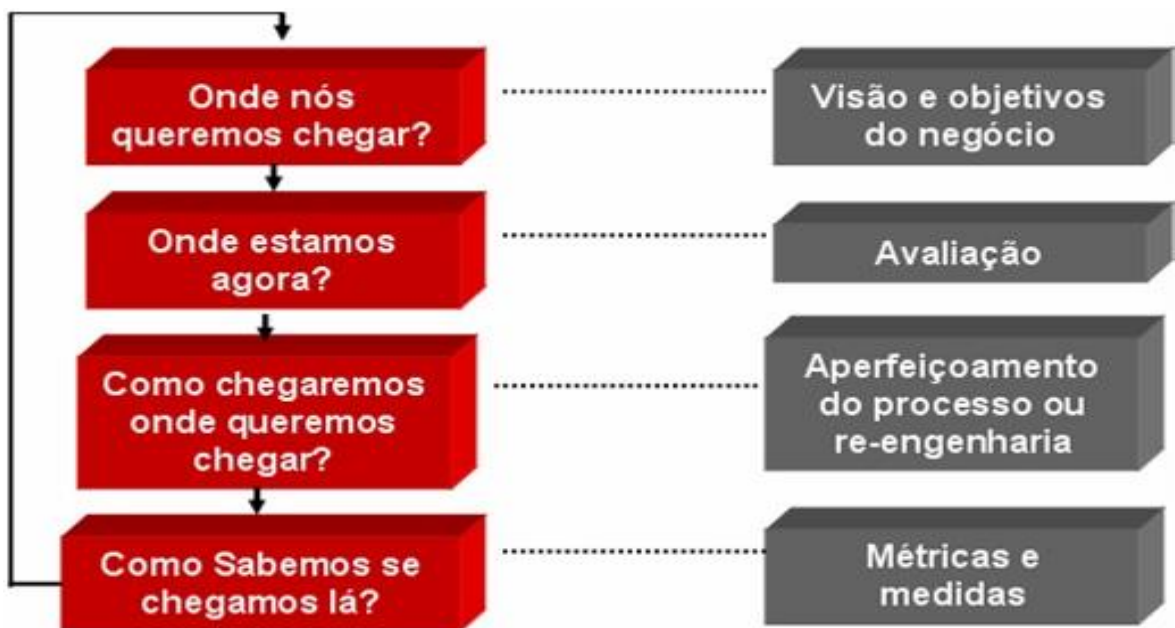 Onde nós
queremos chegar?
Visão e objetivos
do negócio
Onde estamos
agora?
Avaliação
Como chegaremos
onde queremos
chegar?
Aperfeiçoamento
do processo ou
re-engenharia
Como Sabemos se
chegamos lá?
Métricas e
medidas